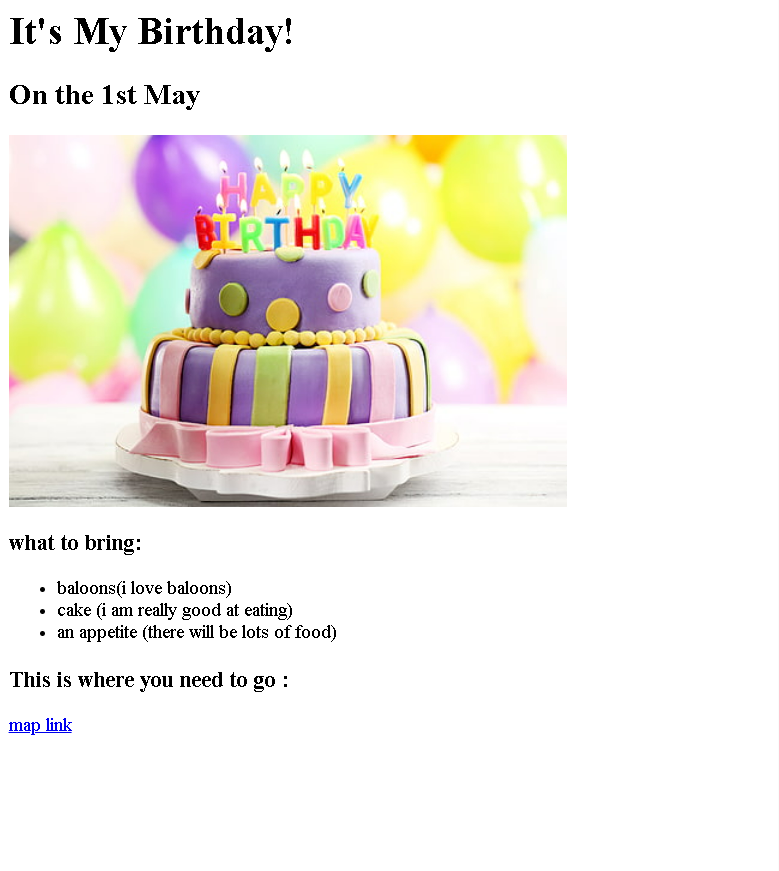 It's My Birthday!
On the 1st May
HAPPY
BIRTHDAY
what to bring:
baloons(i love baloons)
cake (i am really good at eating)
an appetite (there will be lots of food)
This is where you need to go :
map link